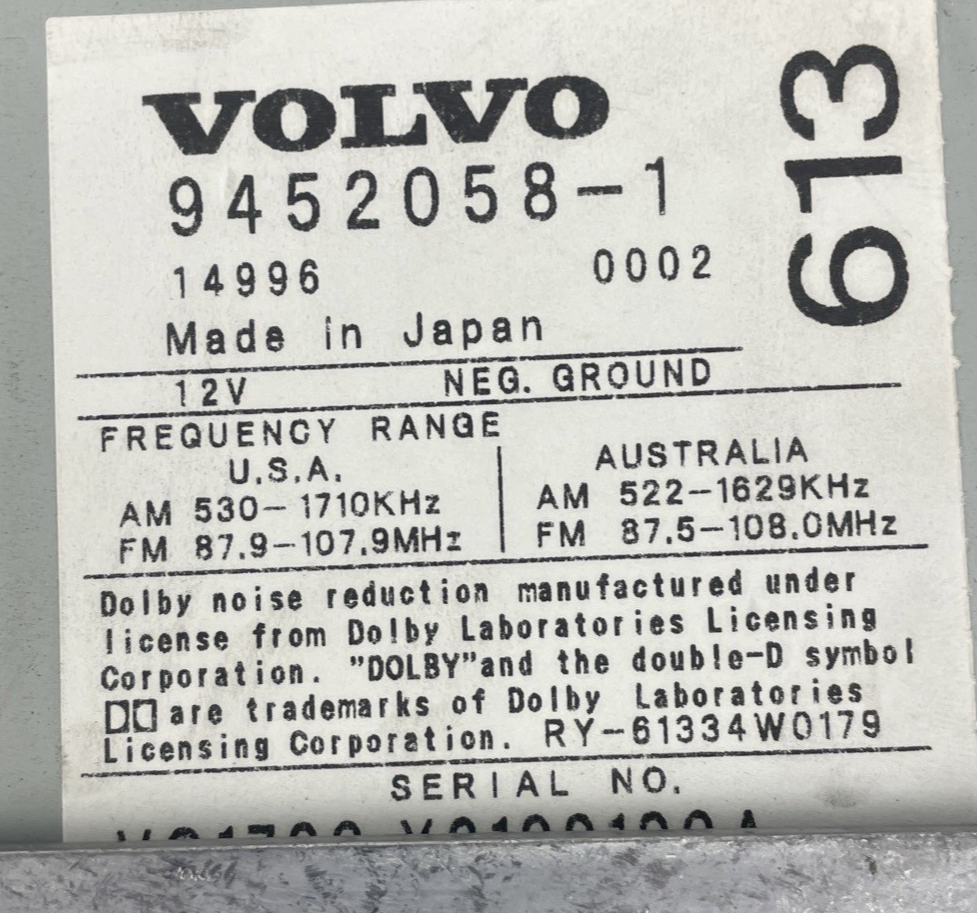 VOLVO
613
9452058-1
14996 0002
Made in Japan
12V NEG. GROUND
FREQUENCY RANGE
U.S.A.
AM 530-1710KHz
FM 87.9-107.9MHz
AUSTRALIA
AM 522-1629KHz
FM 87.5-108.0MHz
Dolby noise reduction manufactured under
license from Dolby Laboratories Licensing
Corporation. "DOLBY"and the double-D symbol
are trademarks of Dolby Laboratories
Licensing Corporation. RY-61334W0179
SERIAL NO.